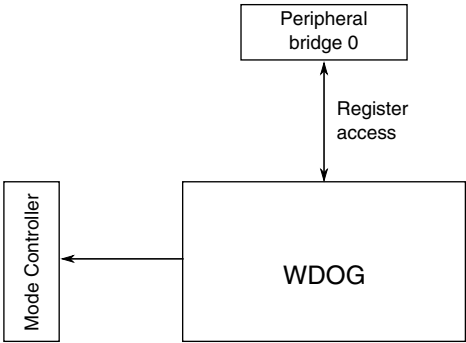 Peripheral
bridge 0
Register
access
Mode Controller
WDOG